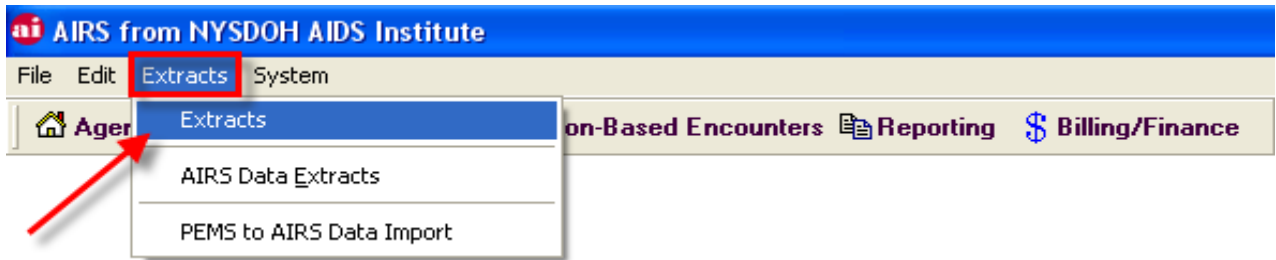 ai AIRS from NYSDOH AIDS Institute
File Edit Extracts System
Agen on-Based Encounters Reporting $ Billing/Finance
Extracts
AIRS Data Extracts
PEMS to AIRS Data Import